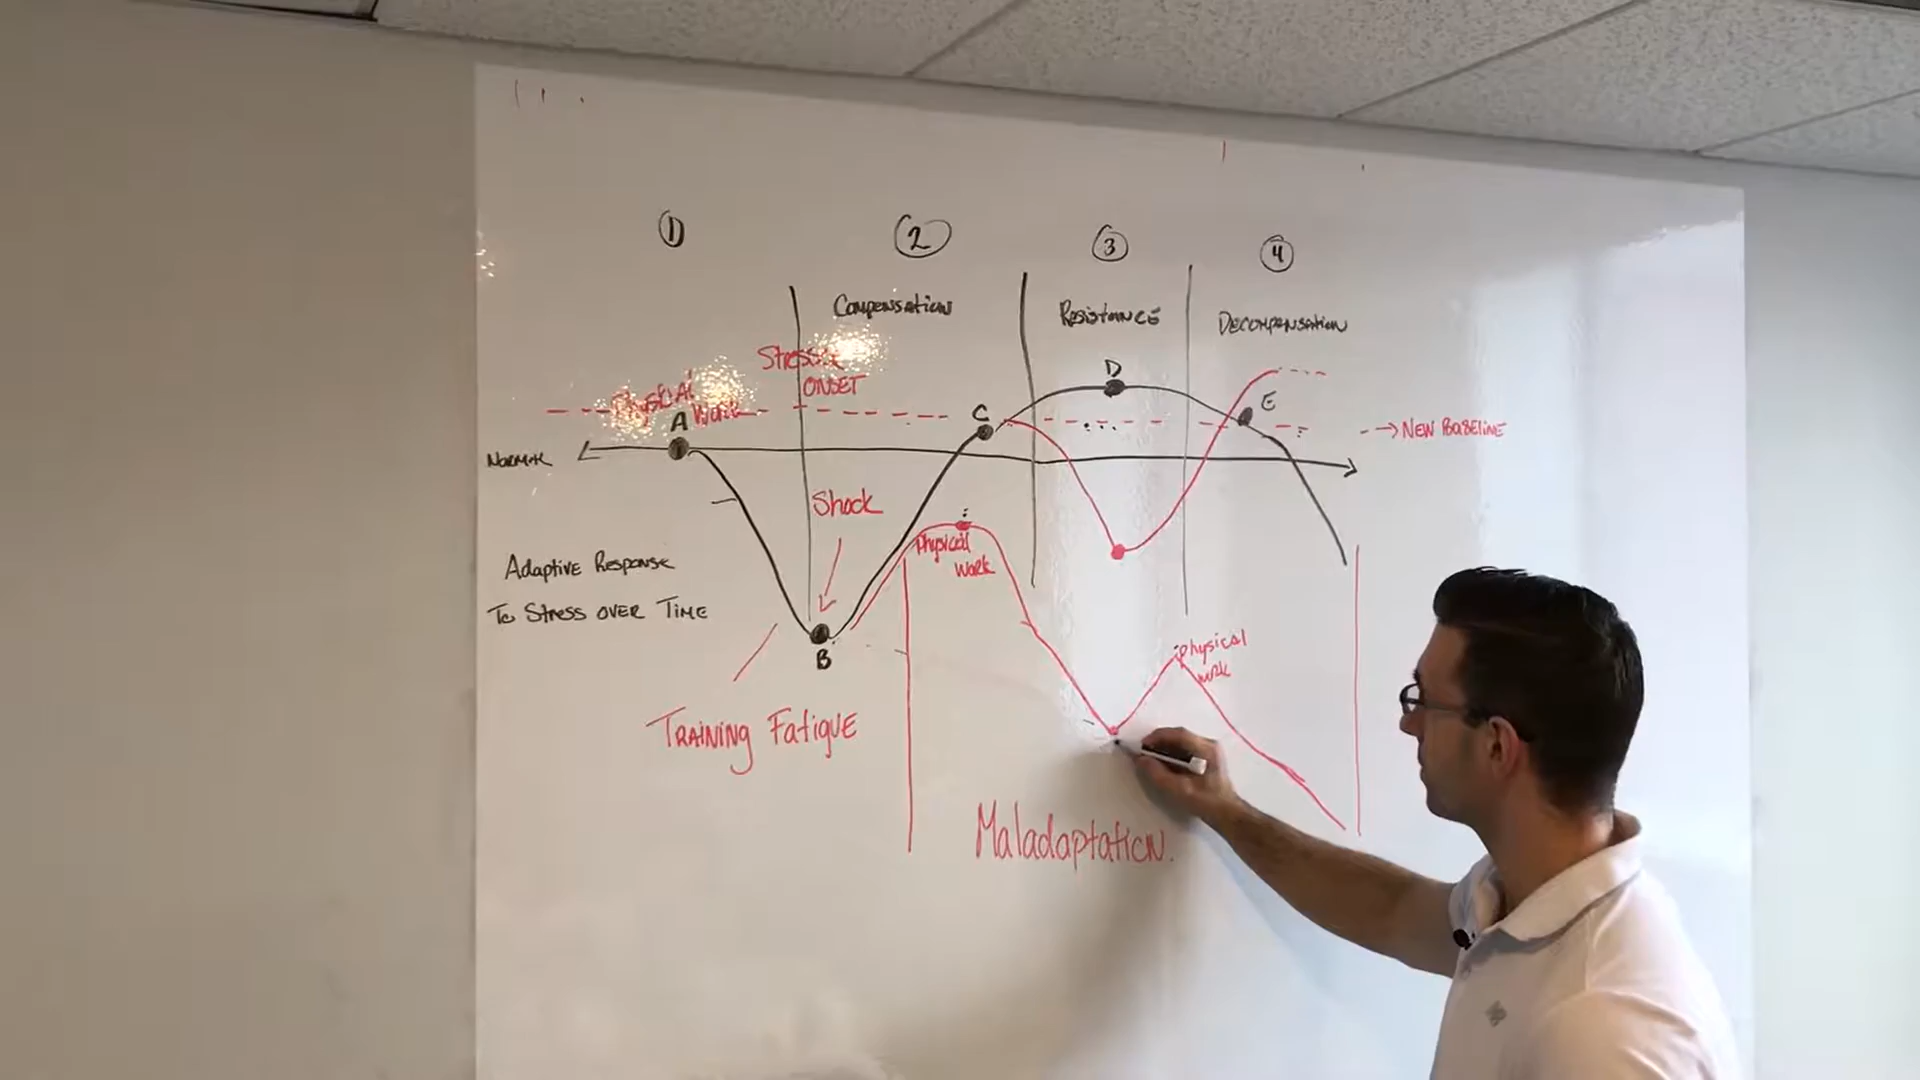 1
2
3
4
Compensation
Resistance
Decompensation
Stress
ONSET
Physical
Work
A
C
D
E
Normal
→ New Baseline
Shock
Physical
Work
Adaptive Response
To Stress over Time
B
physical
work
Training Fatigue
Maladaptation.